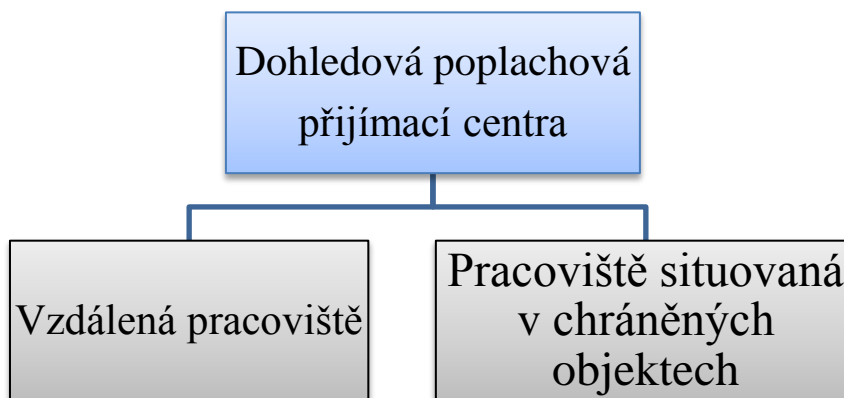 Dohledová poplachová
přijímací centra
Vzdálená pracoviště
Pracoviště situovaná
v chráněných
objektech